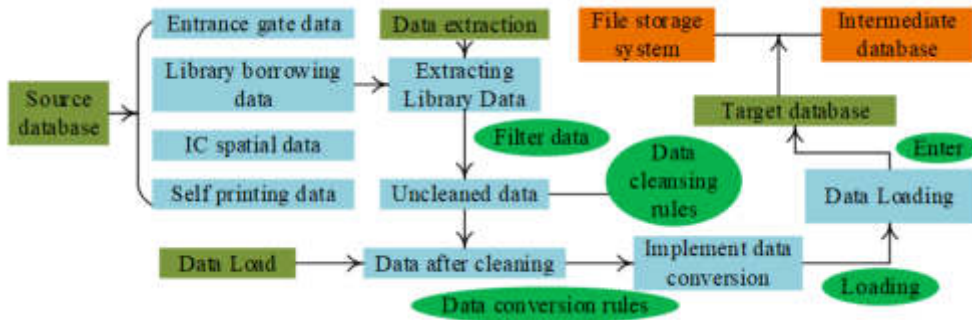 Entrance gate data
Data extraction
File storage
system
Intermediate
database
Library borrowing
data
Extracting
Library Data
Source
database
Target database
Filter data
Data
cleansing
rules
Enter
IC spatial data
Self printing data
Uncleaned data
Data Loading
Data Load
Data after cleaning
Implement data
conversion
Loading
Data conversion rules